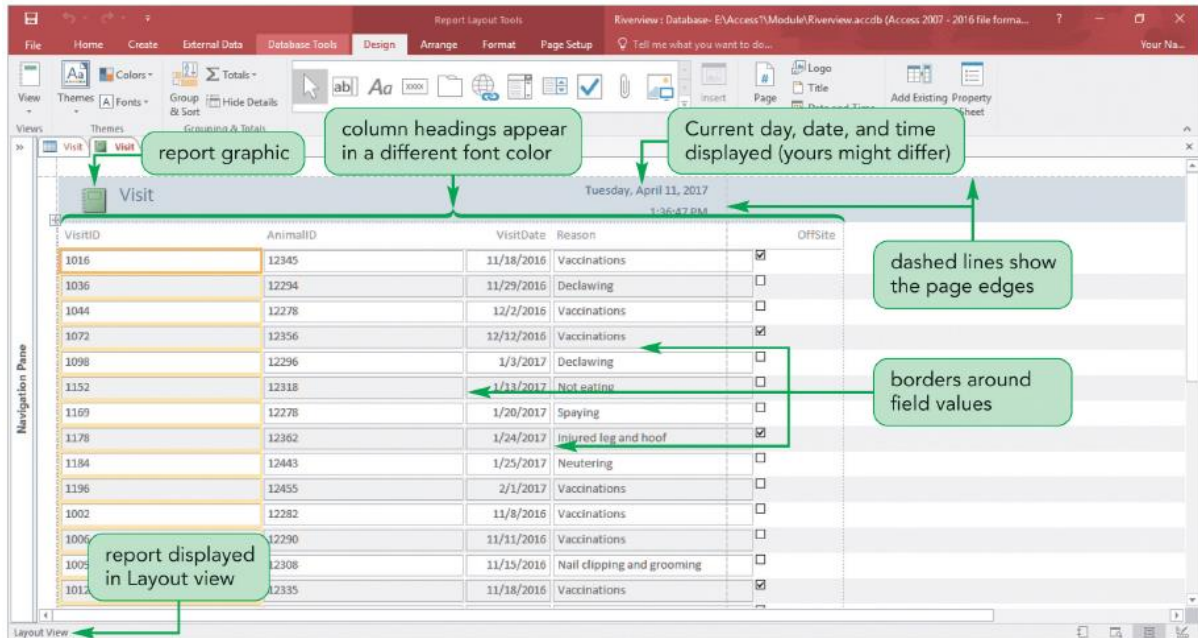 Report Layout Tools
Riverview : Database- E:\Access1\Module\Riverview.accdb (Access 2007 - 2016 file forma...
?
File Home Create External Data Database Tools Design Arrange Format Page Setup Tell me what you want to do... Your Na...
View
Views
Themes
Colors
A Fonts
Themes
Group & Sort
Totals
Hide Details
Grouping & Totals
ab|
Aa
xxxx
Insert
Page
#
Logo
Title
Date and Time
Add Existing
Property Sheet
Visit Visit
report graphic
column headings appear
in a different font color
Current day, date, and time
displayed (yours might differ)
Visit
Tuesday, April 11, 2017
1:36:47 PM
VisitID AnimalID VisitDate Reason OffSite
1016 12345 11/18/2016 Vaccinations
1036 12294 11/29/2016 Declawing
1044 12278 12/2/2016 Vaccinations
1072 12356 12/12/2016 Vaccinations
1098 12296 1/3/2017 Declawing
1152 12318 1/13/2017 Not eating
1169 12278 1/20/2017 Spaying
1178 12362 1/24/2017 Injured leg and hoof
1184 12443 1/25/2017 Neutering
1196 12455 2/1/2017 Vaccinations
1002 12282 11/8/2016 Vaccinations
1006 12290 11/11/2016 Vaccinations
1005 12308 11/15/2016 Nail clipping and grooming
1012 12335 11/18/2016 Vaccinations
dashed lines show
the page edges
borders around
field values
report displayed
in Layout view
Navigation Pane
Layout View